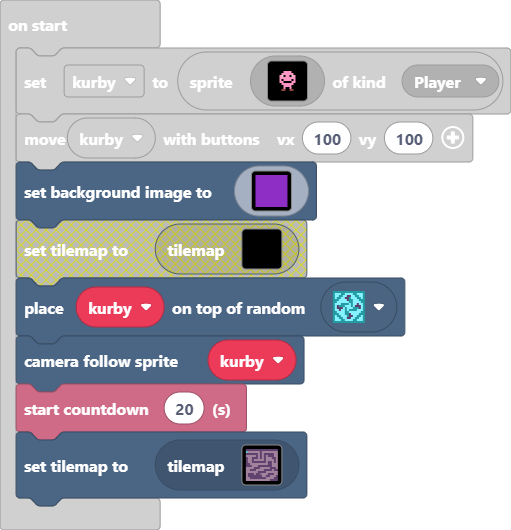 on start
set kurby to sprite of kind Player
move kurby with buttons vx 100 vy 100
set background image to
set tilemap to tilemap
place kurby on top of random
camera follow sprite kurby
start countdown 20 (s)
set tilemap to tilemap